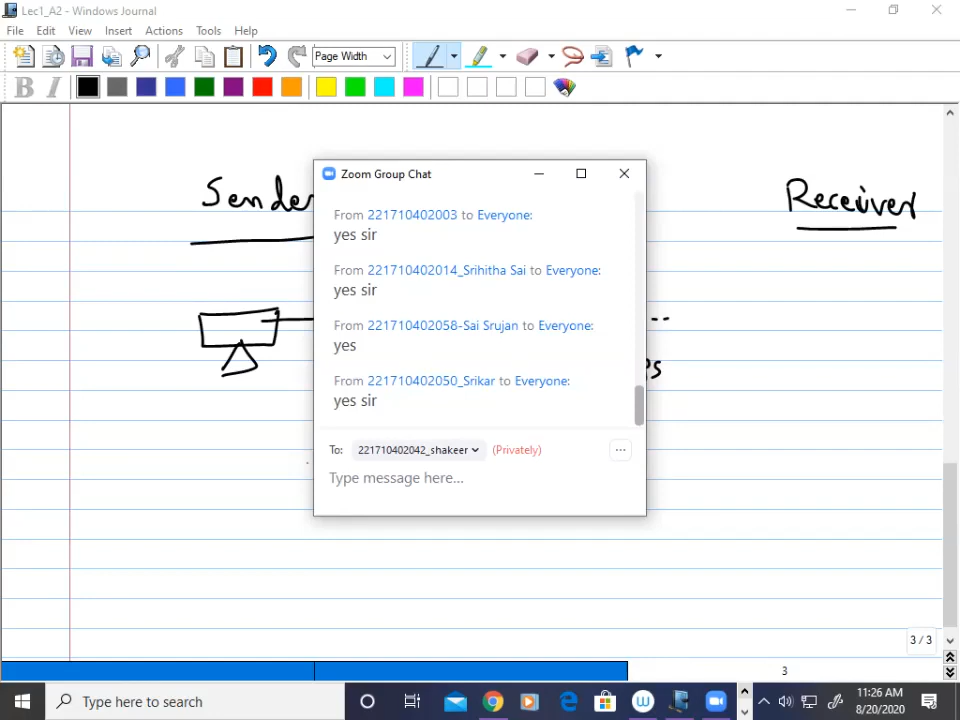 Lec1_A2 - Windows Journal
File Edit View Insert Actions Tools Help
Page Width
B I
Sender
Receiver
Zoom Group Chat
From 221710402003 to Everyone:
yes sir
From 221710402014_Srihitha Sai to Everyone:
yes sir
From 221710402058-Sai Srujan to Everyone:
yes
From 221710402050_Srikar to Everyone:
yes sir
To: 221710402042_shakeer (Privately)
Type message here...
3 / 3
3
Type here to search
11:26 AM
8/20/2020